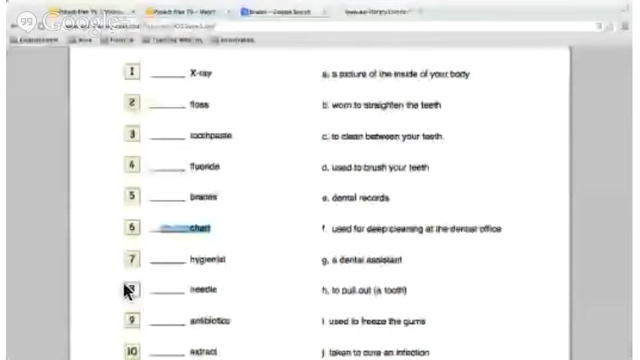 Google+
1 _____ X-ray a. a picture of the inside of your body
2 _____ floss b. worn to straighten the teeth
3 _____ toothpaste c. to clean between your teeth
4 _____ fluoride d. used to brush your teeth
5 _____ braces e. dental records
6 _____ chart f. used for deep cleaning at the dental office
7 _____ hygienist g. a dental assistant
8 _____ needle h. to pull out (a tooth)
9 _____ antibiotics i. used to freeze the gums
10 _____ extract j. taken to cure an infection